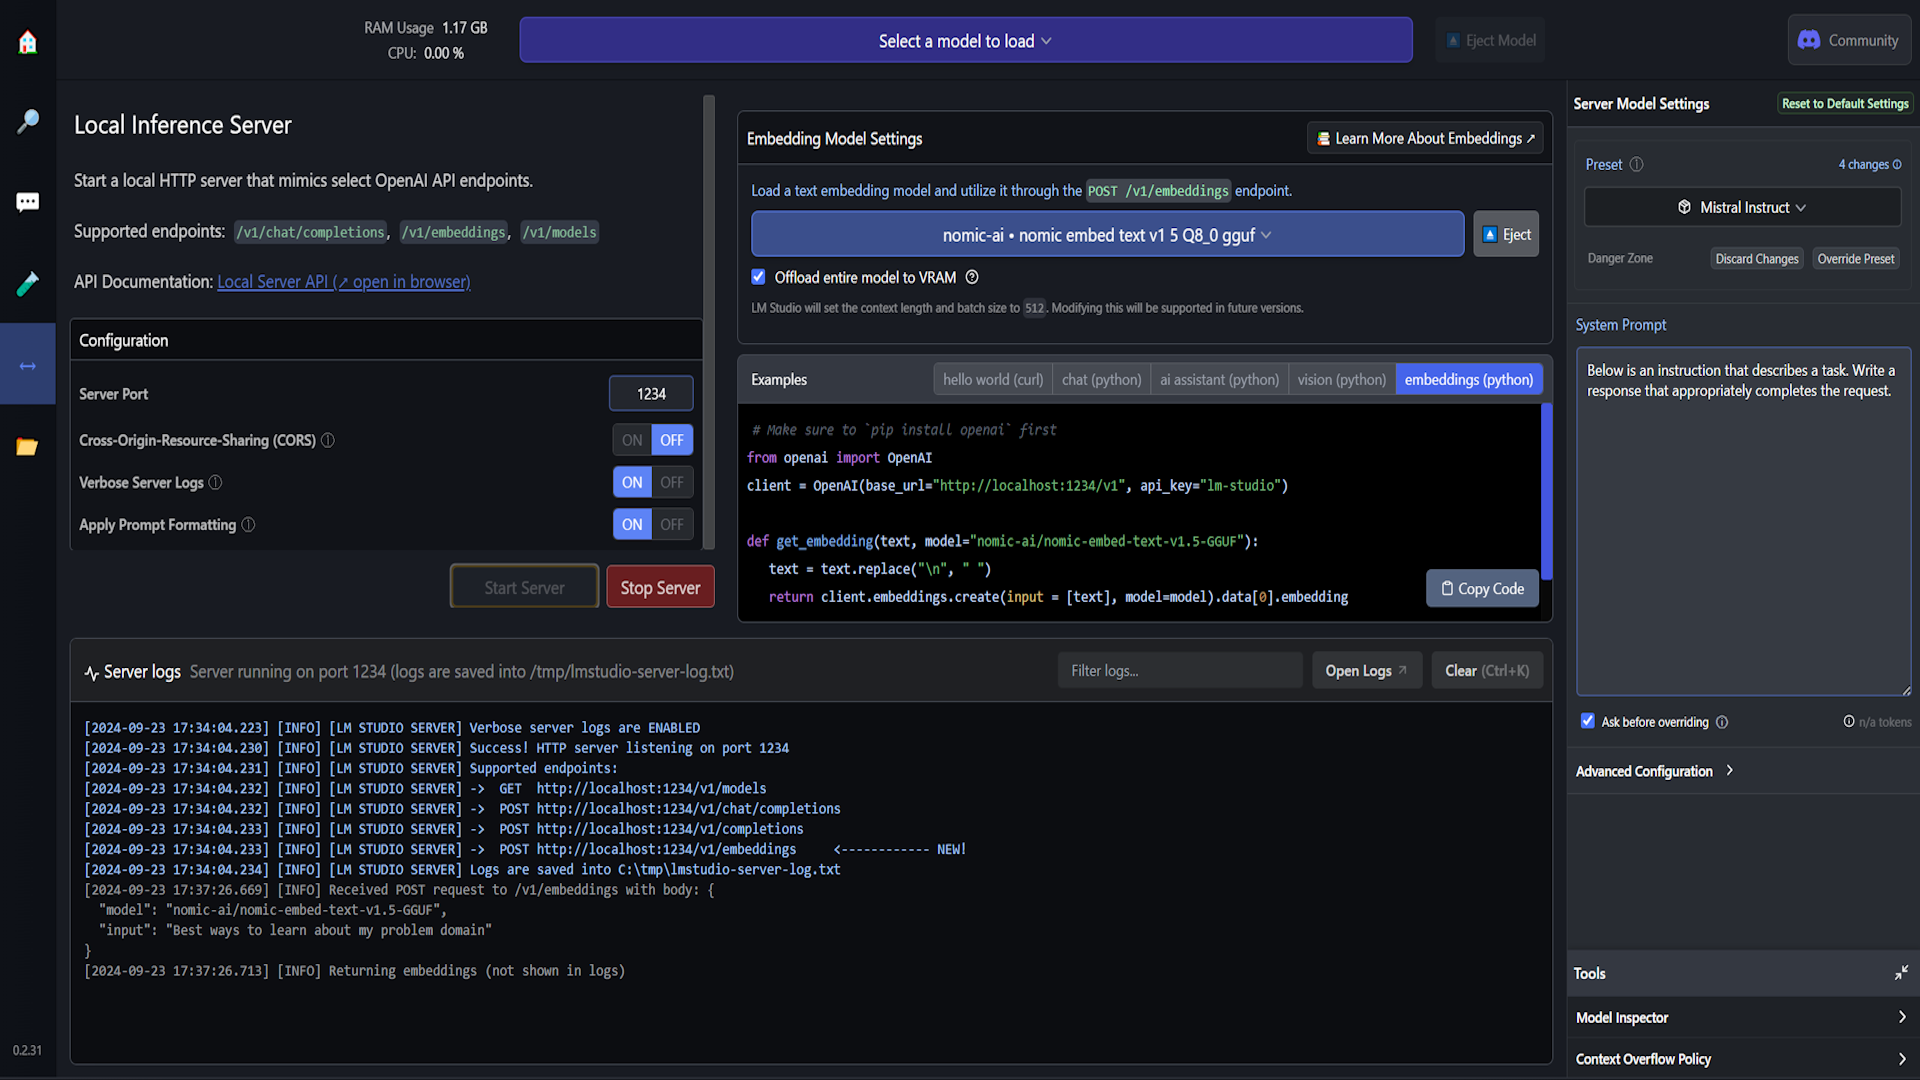 RAM Usage 1.17 GB
CPU: 0.00 %
Select a model to load
Eject Model
Community
Local Inference Server
Start a local HTTP server that mimics select OpenAI API endpoints.
Supported endpoints: /v1/chat/completions, /v1/embeddings, /v1/models
API Documentation: Local Server API (↗ open in browser)
Configuration
Server Port 1234
Cross-Origin-Resource-Sharing (CORS) ON OFF
Verbose Server Logs ON OFF
Apply Prompt Formatting ON OFF
Start Server Stop Server
Embedding Model Settings
Learn More About Embeddings ↗
Load a text embedding model and utilize it through the POST /v1/embeddings endpoint.
nomic-ai • nomic embed text v1 5 Q8_0 gguf
Eject
Offload entire model to VRAM
LM Studio will set the context length and batch size to 512. Modifying this will be supported in future versions.
Examples hello world (curl) chat (python) ai assistant (python) vision (python) embeddings (python)
# Make sure to `pip install openai` first
from openai import OpenAI
client = OpenAI(base_url="http://localhost:1234/v1", api_key="lm-studio")
def get_embedding(text, model="nomic-ai/nomic-embed-text-v1.5-GGUF"):
text = text.replace("\n", " ")
return client.embeddings.create(input = [text], model=model).data[0].embedding
Copy Code
Server logs Server running on port 1234 (logs are saved into /tmp/lmstudio-server-log.txt)
Filter logs...
Open Logs ↗
Clear (Ctrl+K)
[2024-09-23 17:34:04.223] [INFO] [LM STUDIO SERVER] Verbose server logs are ENABLED
[2024-09-23 17:34:04.230] [INFO] [LM STUDIO SERVER] Success! HTTP server listening on port 1234
[2024-09-23 17:34:04.231] [INFO] [LM STUDIO SERVER] Supported endpoints:
[2024-09-23 17:34:04.232] [INFO] [LM STUDIO SERVER] -> GET http://localhost:1234/v1/models
[2024-09-23 17:34:04.232] [INFO] [LM STUDIO SERVER] -> POST http://localhost:1234/v1/chat/completions
[2024-09-23 17:34:04.233] [INFO] [LM STUDIO SERVER] -> POST http://localhost:1234/v1/completions
[2024-09-23 17:34:04.233] [INFO] [LM STUDIO SERVER] -> POST http://localhost:1234/v1/embeddings <------------ NEW!
[2024-09-23 17:34:04.234] [INFO] [LM STUDIO SERVER] Logs are saved into C:\tmp\lmstudio-server-log.txt
[2024-09-23 17:37:26.669] [INFO] Received POST request to /v1/embeddings with body: {
"model": "nomic-ai/nomic-embed-text-v1.5-GGUF",
"input": "Best ways to learn about my problem domain"
}
[2024-09-23 17:37:26.713] [INFO] Returning embeddings (not shown in logs)
0.2.31
Server Model Settings
Reset to Default Settings
Preset
4 changes
Mistral Instruct
Danger Zone Discard Changes Override Preset
System Prompt
Below is an instruction that describes a task. Write a
response that appropriately completes the request.
Ask before overriding
n/a tokens
Advanced Configuration
Tools
Model Inspector
Context Overflow Policy